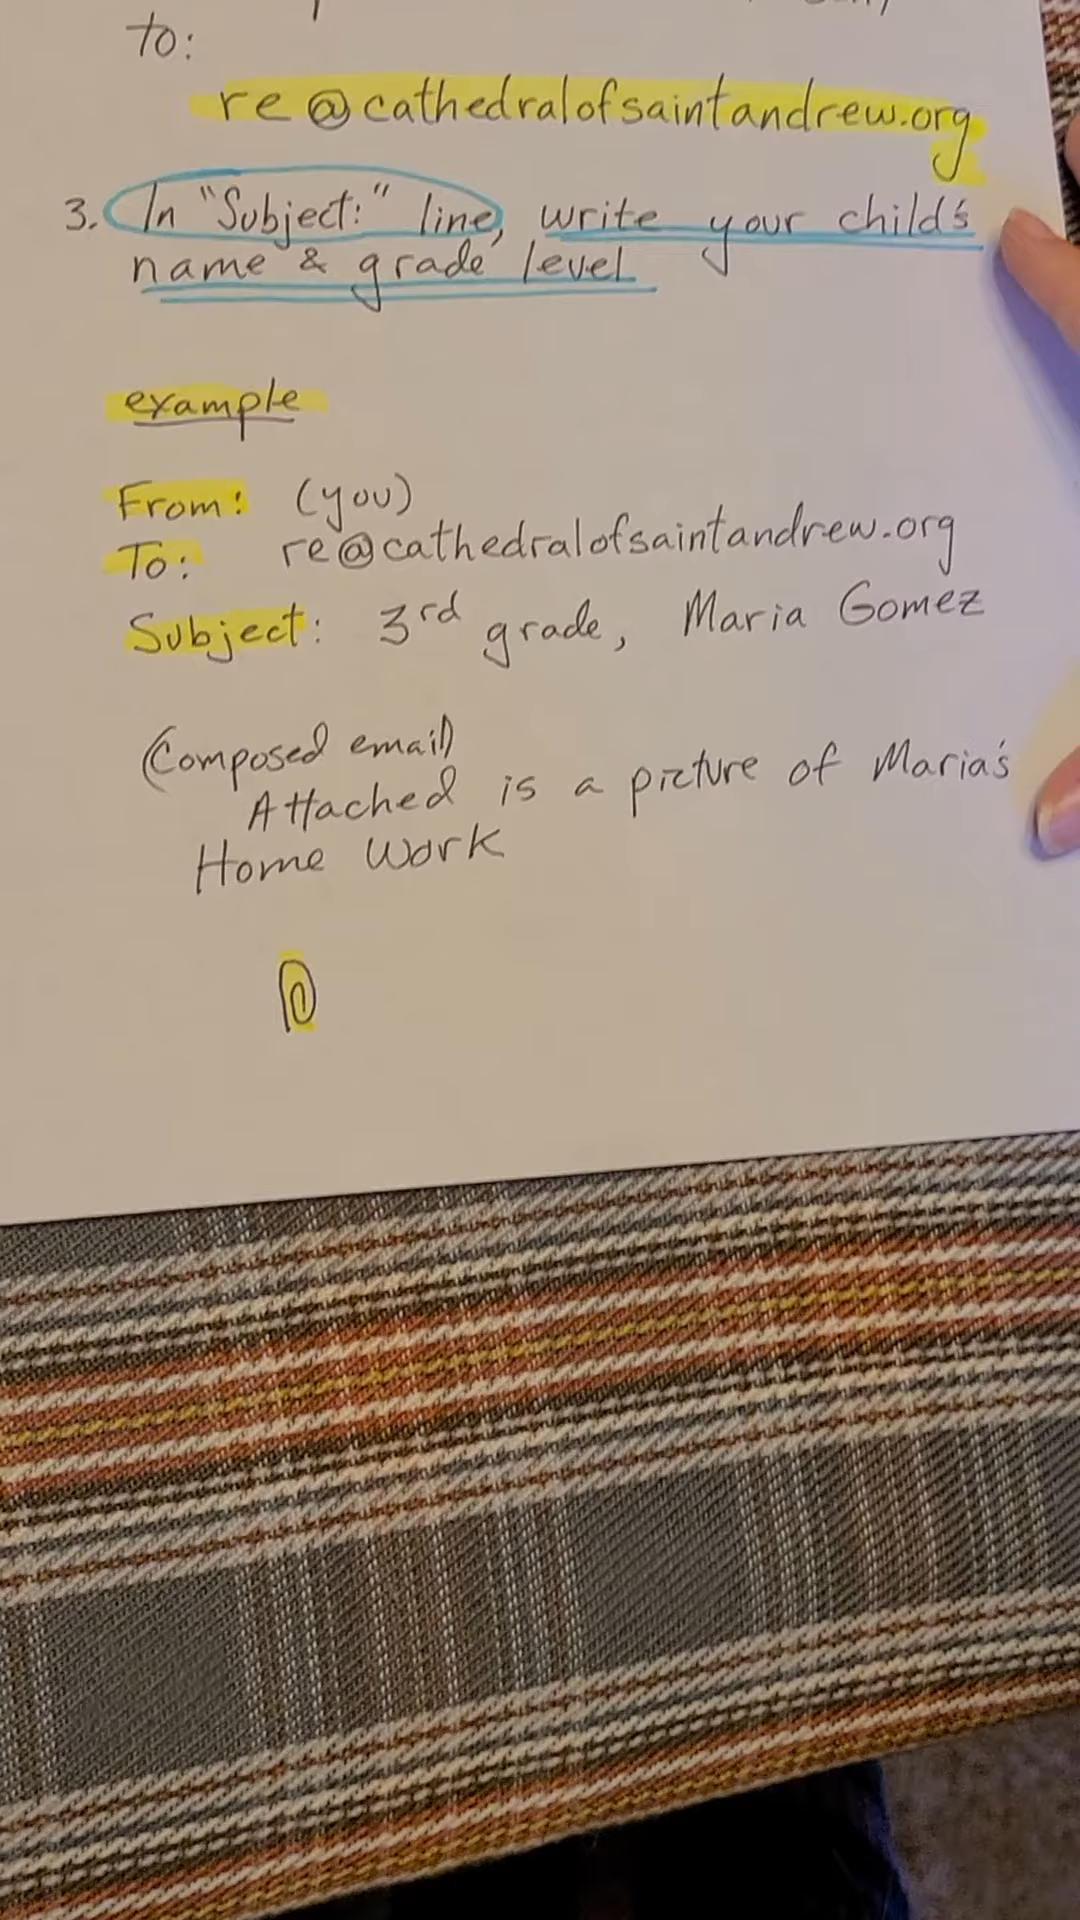 to:
re@cathedralofsaintandrew.org
3. In "Subject:" line, write your child's
name & grade level
example
From: (you)
To: re@cathedralofsaintandrew.org
Subject: 3rd grade, Maria Gomez
(Composed email)
Attached is a picture of Maria's
Home Work